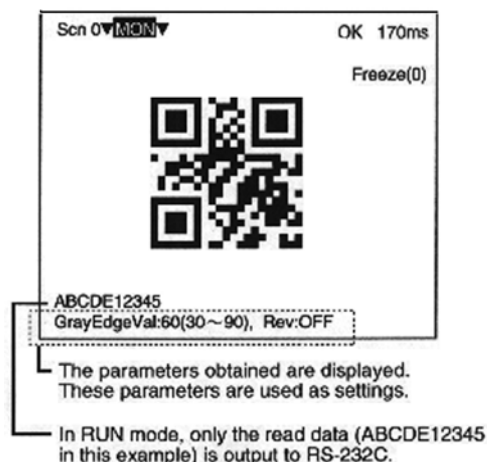 Scn 0▼MON▼
OK 170ms
Freeze(0)
ABCDE12345
GrayEdgeVal:60(30～90), Rev:OFF
The parameters obtained are displayed.
These parameters are used as settings.
In RUN mode, only the read data (ABCDE12345
in this example) is output to RS-232C.